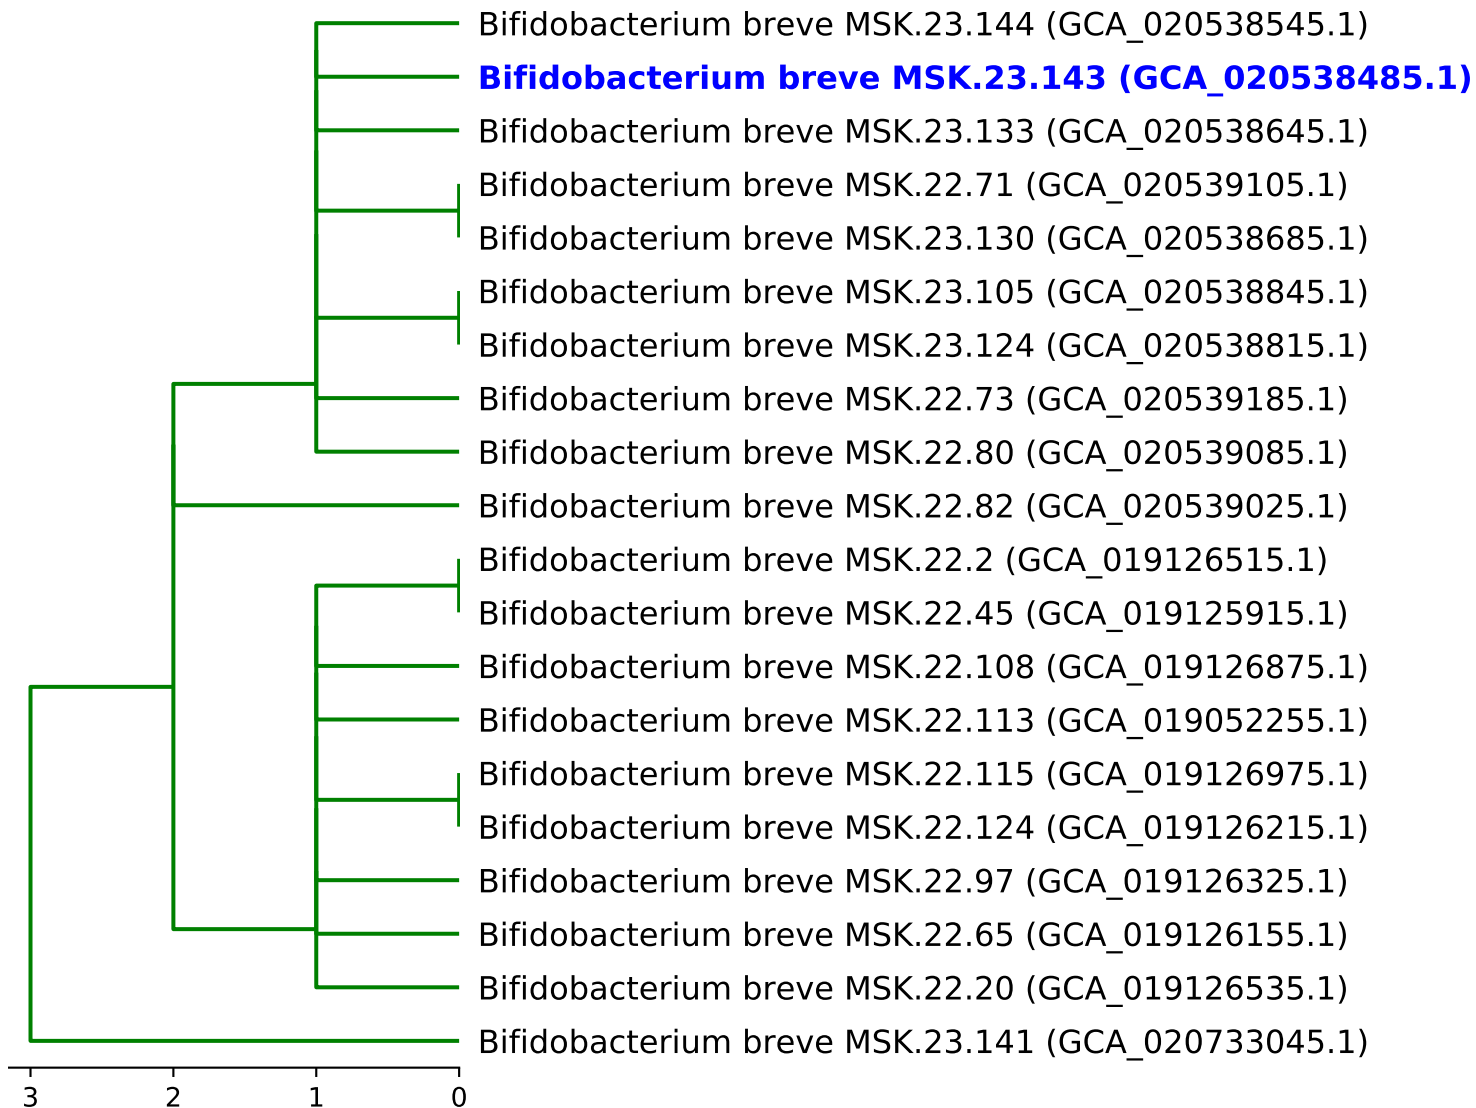 Bifidobacterium breve MSK.23.144 (GCA_020538545.1)
Bifidobacterium breve MSK.23.143 (GCA_020538485.1)
Bifidobacterium breve MSK.23.133 (GCA_020538645.1)
Bifidobacterium breve MSK.22.71 (GCA_020539105.1)
Bifidobacterium breve MSK.23.130 (GCA_020538685.1)
Bifidobacterium breve MSK.23.105 (GCA_020538845.1)
Bifidobacterium breve MSK.23.124 (GCA_020538815.1)
Bifidobacterium breve MSK.22.73 (GCA_020539185.1)
Bifidobacterium breve MSK.22.80 (GCA_020539085.1)
Bifidobacterium breve MSK.22.82 (GCA_020539025.1)
Bifidobacterium breve MSK.22.2 (GCA_019126515.1)
Bifidobacterium breve MSK.22.45 (GCA_019125915.1)
Bifidobacterium breve MSK.22.108 (GCA_019126875.1)
Bifidobacterium breve MSK.22.113 (GCA_019052255.1)
Bifidobacterium breve MSK.22.115 (GCA_019126975.1)
Bifidobacterium breve MSK.22.124 (GCA_019126215.1)
Bifidobacterium breve MSK.22.97 (GCA_019126325.1)
Bifidobacterium breve MSK.22.65 (GCA_019126155.1)
Bifidobacterium breve MSK.22.20 (GCA_019126535.1)
Bifidobacterium breve MSK.23.141 (GCA_020733045.1)
3 2 1 0